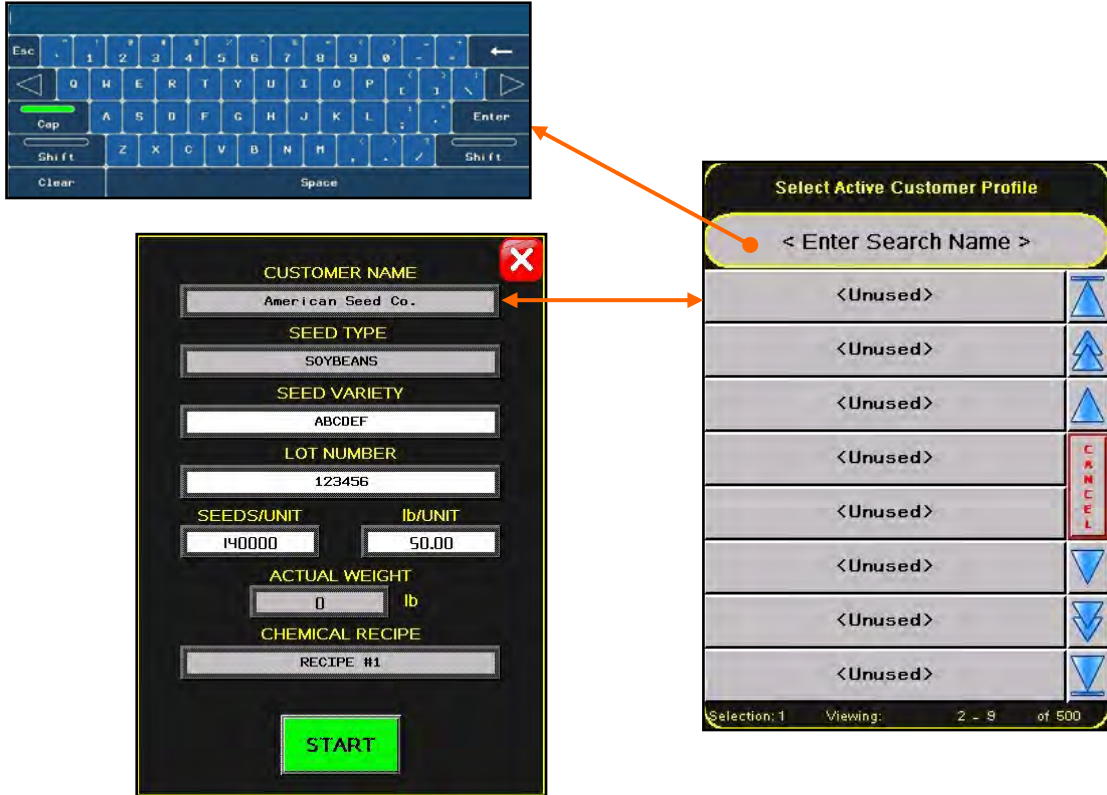 Esc 1 2 3 4 5 6 7 8 9 0 - =
Q W E R T Y U I O P [ ] \
Cap A S D F G H J K L ; ' Enter
Shift Z X C V B N M , . / Shift
Clear Space
Select Active Customer Profile
< Enter Search Name >
<Unused>
<Unused>
<Unused>
<Unused>
<Unused>
<Unused>
<Unused>
<Unused>
CANCEL
Selection: 1 Viewing: 2 - 9 of 500
CUSTOMER NAME
American Seed Co.
SEED TYPE
SOYBEANS
SEED VARIETY
ABCDEF
LOT NUMBER
123456
SEEDS/UNIT lb/UNIT
140000 50.00
ACTUAL WEIGHT
0 lb
CHEMICAL RECIPE
RECIPE #1
START